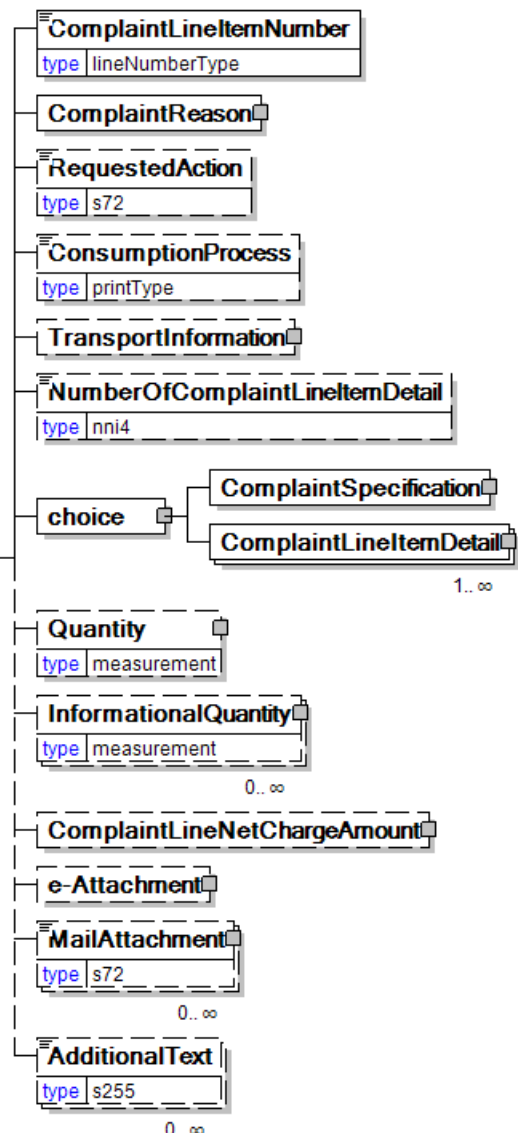 ComplaintLineItemNumber
type lineNumberType
ComplaintReason
RequestedAction
type s72
ConsumptionProcess
type printType
TransportInformation
NumberOfComplaintLineItemDetail
type nni4
choice
ComplaintSpecification
ComplaintLineItemDetail
1.. ∞
Quantity
type measurement
InformationalQuantity
type measurement
0.. ∞
ComplaintLineNetChargeAmount
e-Attachment
MailAttachment
type s72
0.. ∞
AdditionalText
type s255
0.. ∞